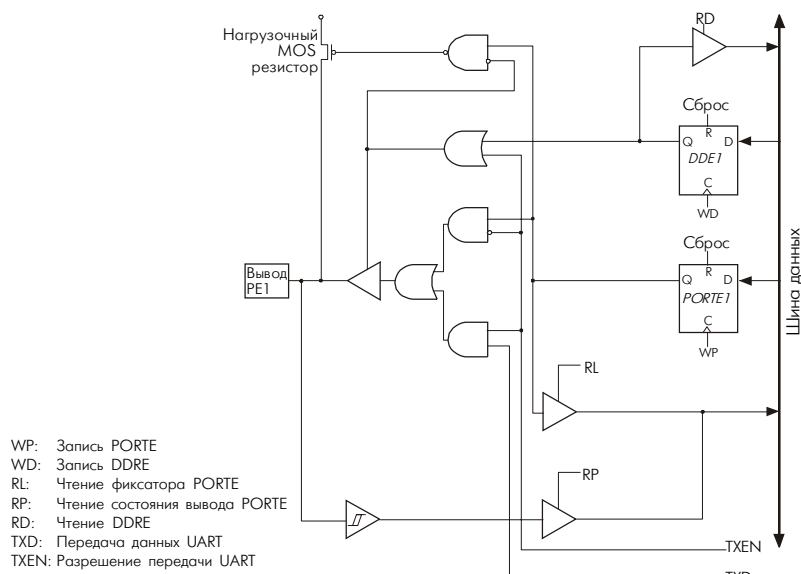 Нагрузочный
MOS
резистор
RD
Сброс
R
Q D
DDE1
C
WD
Сброс
R
Q D
PORTE1
C
WP
Шина данных
Вывод
PE1
RL
RP
WP: Запись PORTE
WD: Запись DDRE
RL: Чтение фиксатора PORTE
RP: Чтение состояния вывода PORTE
RD: Чтение DDRE
TXD: Передача данных UART
TXEN: Разрешение передачи UART
TXEN
TXD